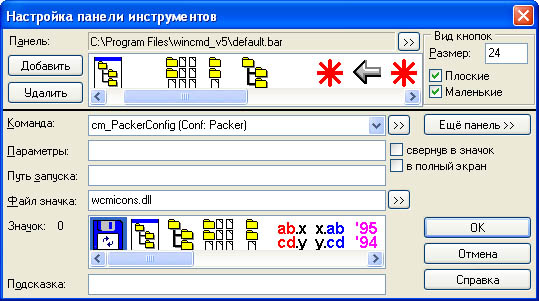 Настройка панели инструментов
Панель: C:\Program Files\wincmd_v5\default.bar >>
Вид кнопок
Размер: 24
Добавить
Удалить
Плоские
Маленькие
Команда: cm_PackerConfig (Conf: Packer) >> Ещё панель >>
Параметры: свернув в значок
в полный экран
Путь запуска:
Файл значка: wcmicons.dll >>
Значок: 0
ab.x x.ab '95
cd.y y.cd '94
OK
Отмена
Подсказка: Справка